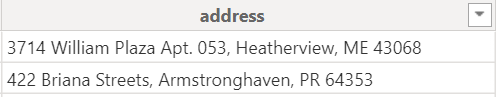 address
3714 William Plaza Apt. 053, Heatherview, ME 43068
422 Briana Streets, Armstronghaven, PR 64353